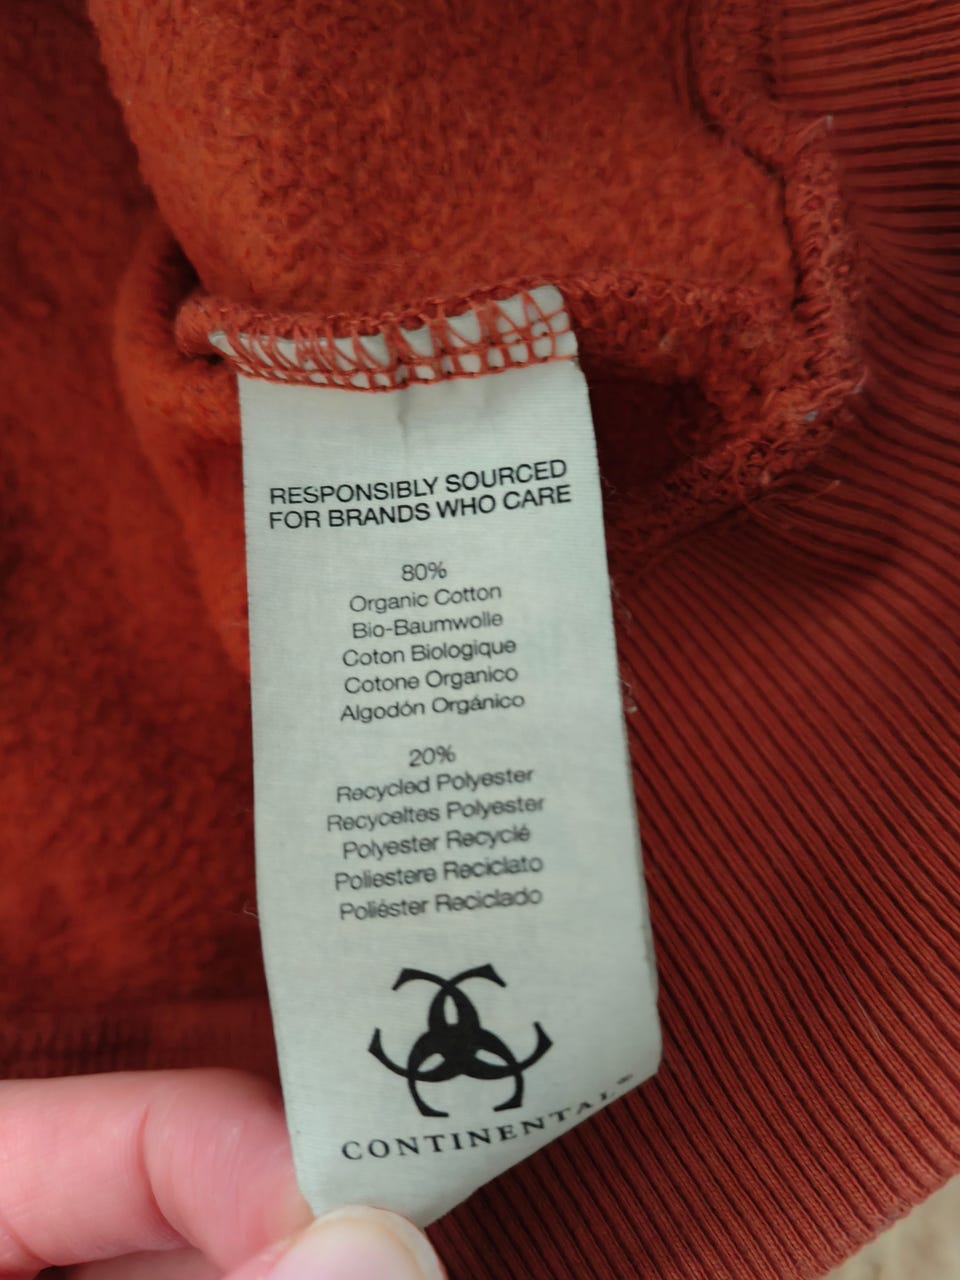 RESPONSIBLY SOURCED
FOR BRANDS WHO CARE
80%
Organic Cotton
Bio-Baumwolle
Coton Biologique
Cotone Organico
Algodón Orgánico
20%
Recycled Polyester
Recyceltes Polyester
Polyester Recyclé
Poliestere Reciclato
Poliéster Reciclado
CONTINENTAL®